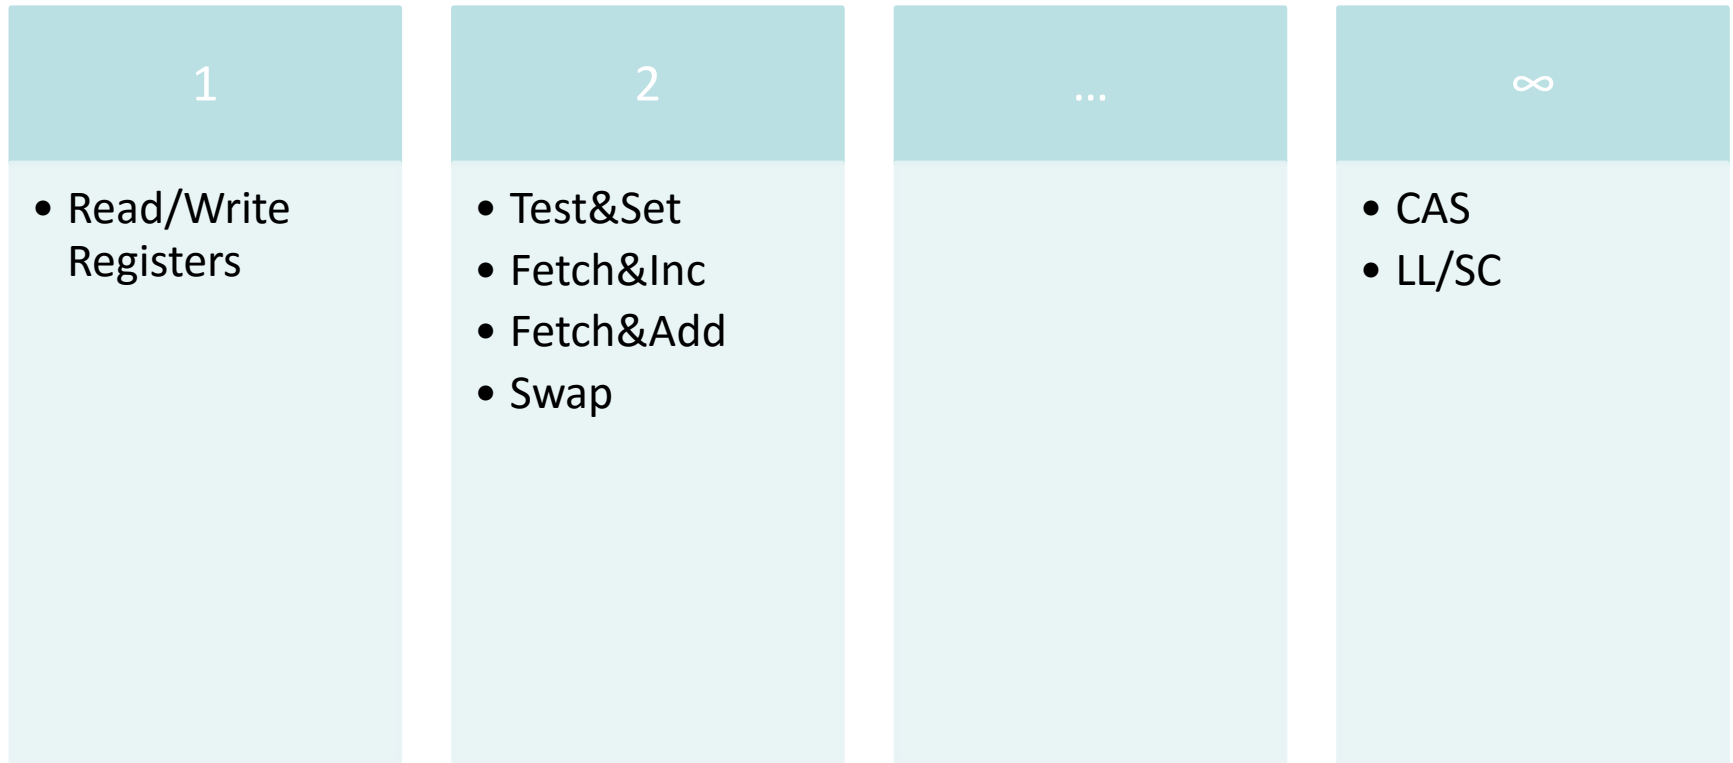 1
• Read/Write
Registers
2
• Test&Set
• Fetch&Inc
• Fetch&Add
• Swap
…
∞
• CAS
• LL/SC